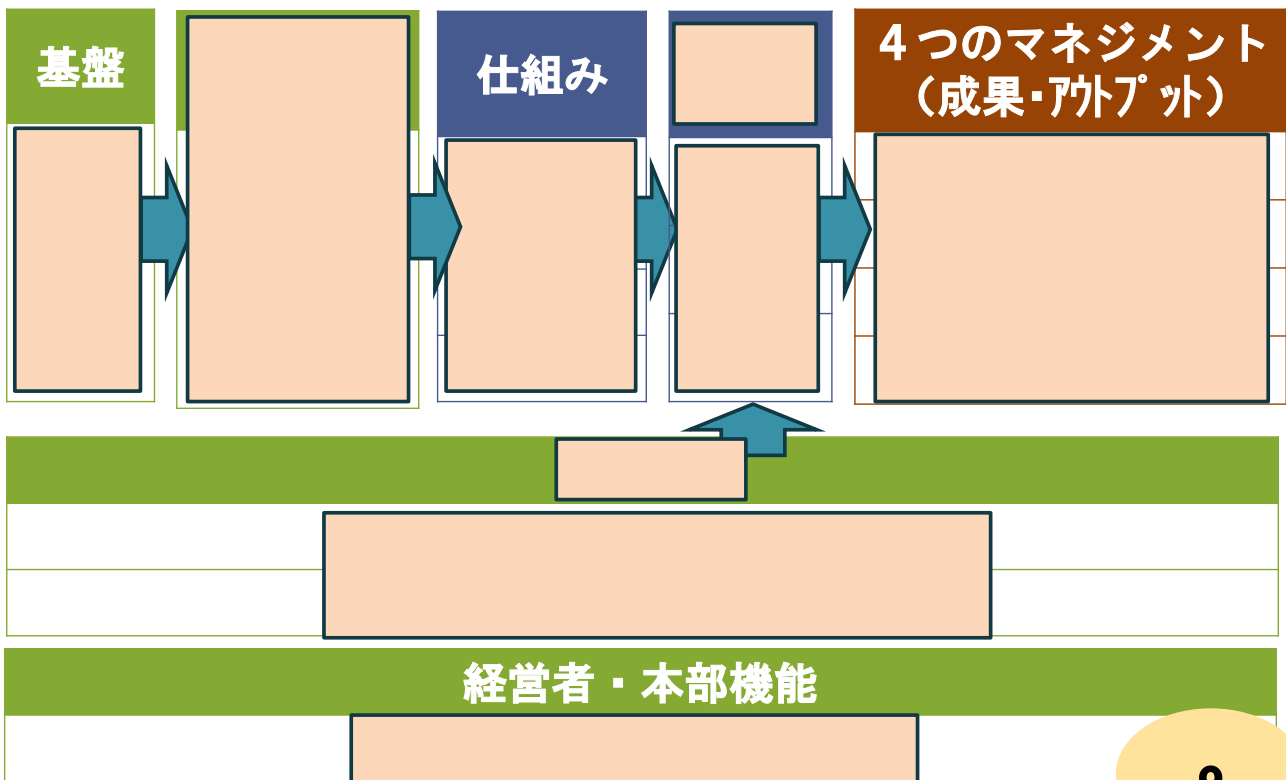 基盤
仕組み
４つのマネジメント
（成果・ｱｳﾄﾌﾟｯﾄ）
経営者・本部機能